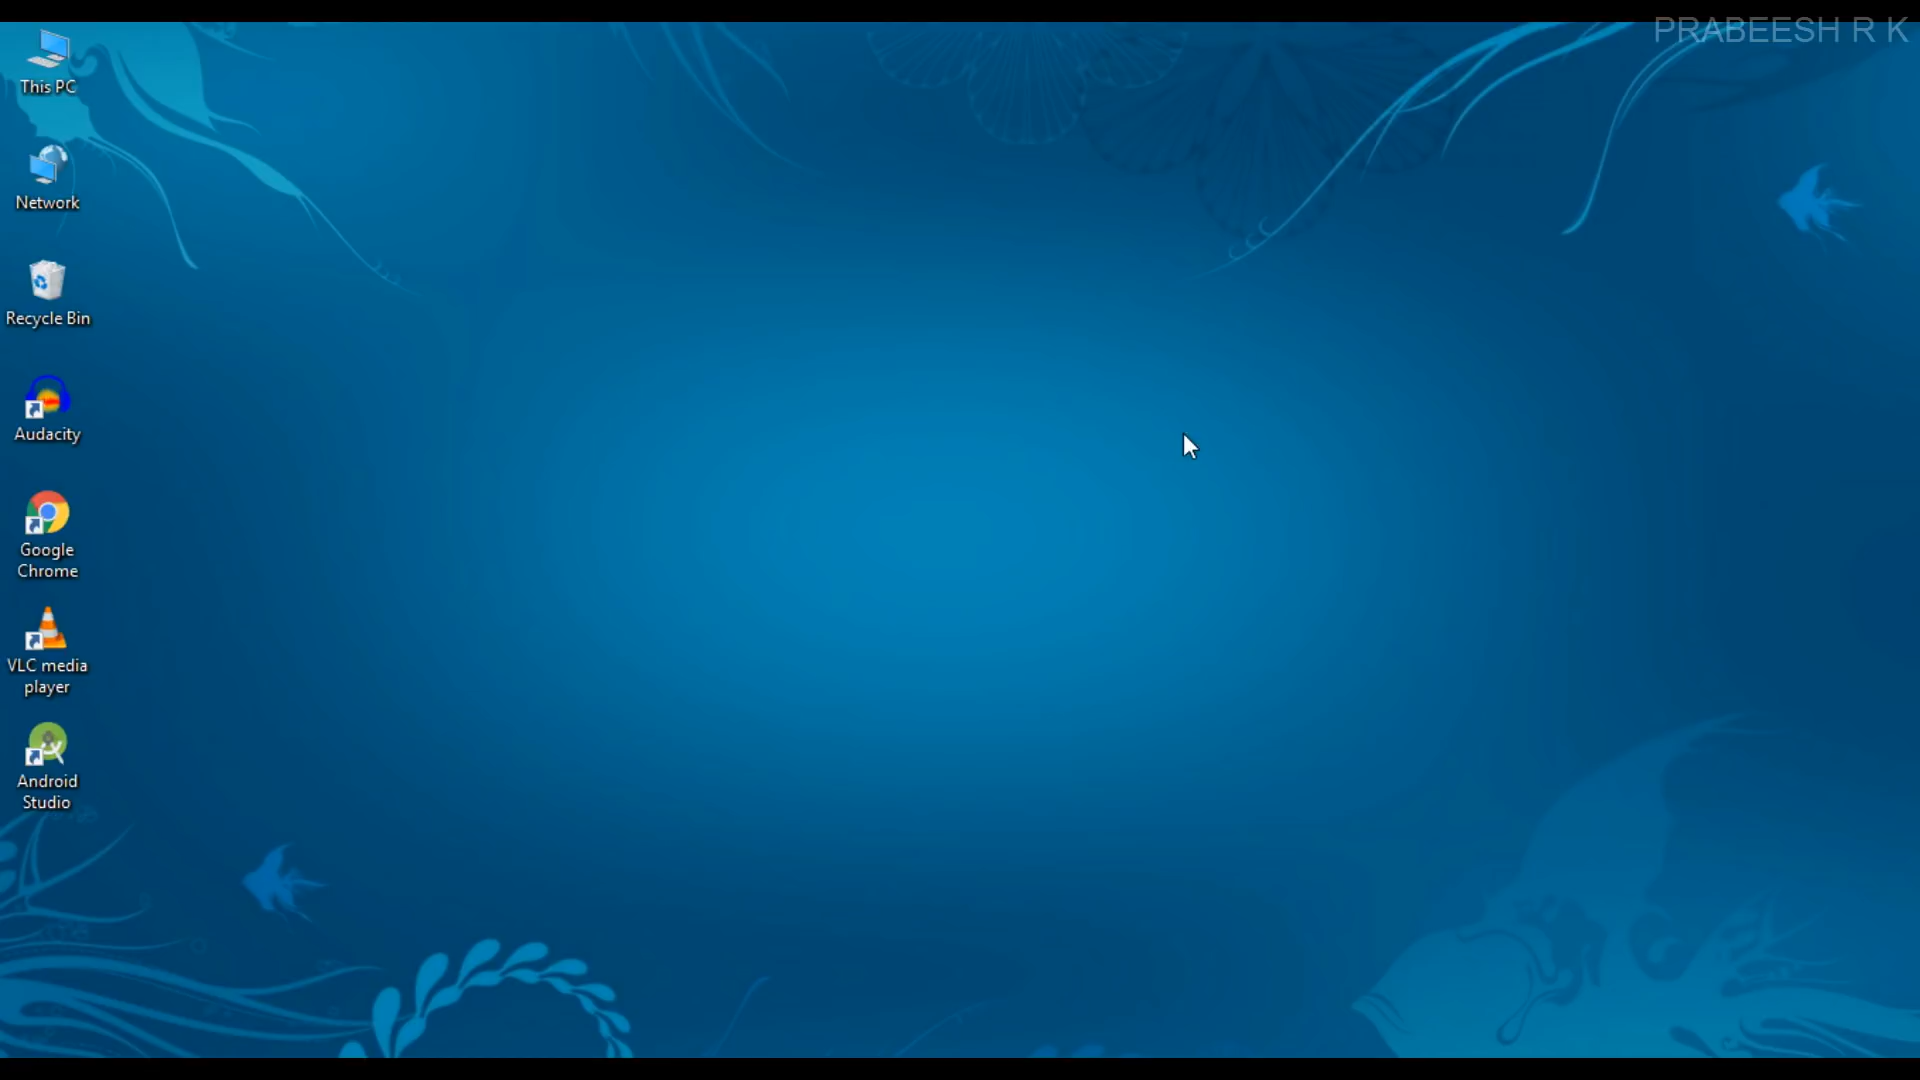 PRABEESH R K
This PC
Network
Recycle Bin
Audacity
Google
Chrome
VLC media
player
Android
Studio